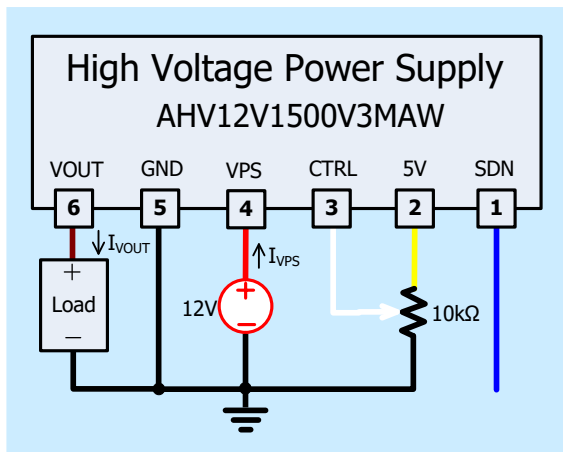 High Voltage Power Supply
AHV12V1500V3MAW
VOUT GND VPS CTRL 5V SDN
6 5 4 3 2 1
IVOUT IVPS
+
Load
−
12V
+
−
10kΩ